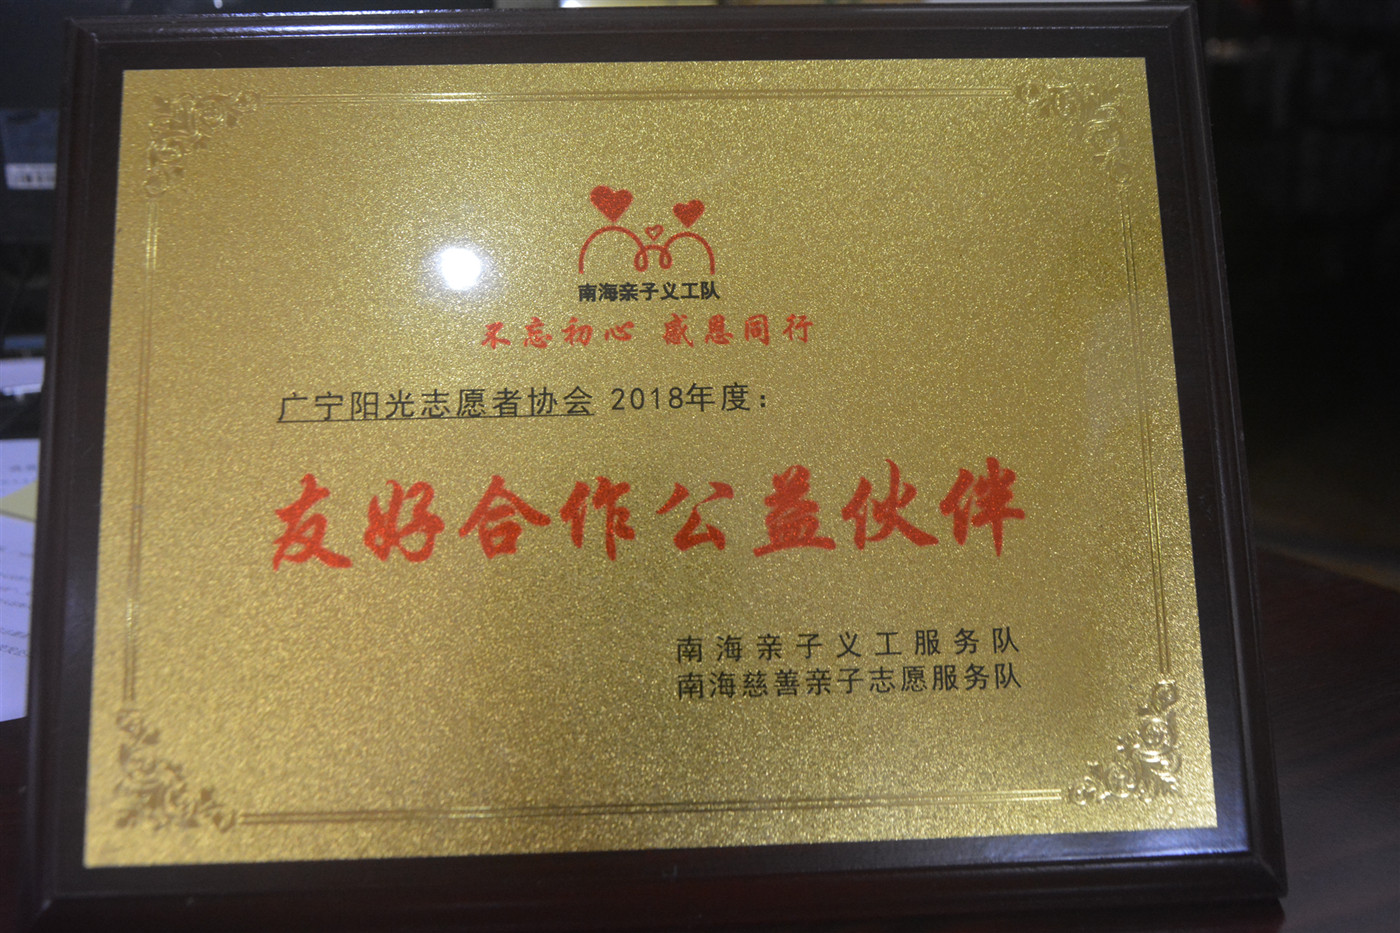 南海亲子义工队
不忘初心 感恩同行
广宁阳光志愿者协会 2018年度：
友好合作公益伙伴
南海亲子义工服务队
南海慈善亲子志愿服务队